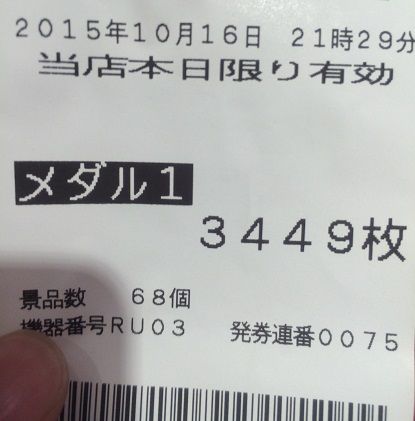 ２０１５年１０月１６日　２１時２９分
当店本日限り有効
メダル１
３４４９枚
景品数　６８個
機器番号ＲＵ０３　発券連番００７５